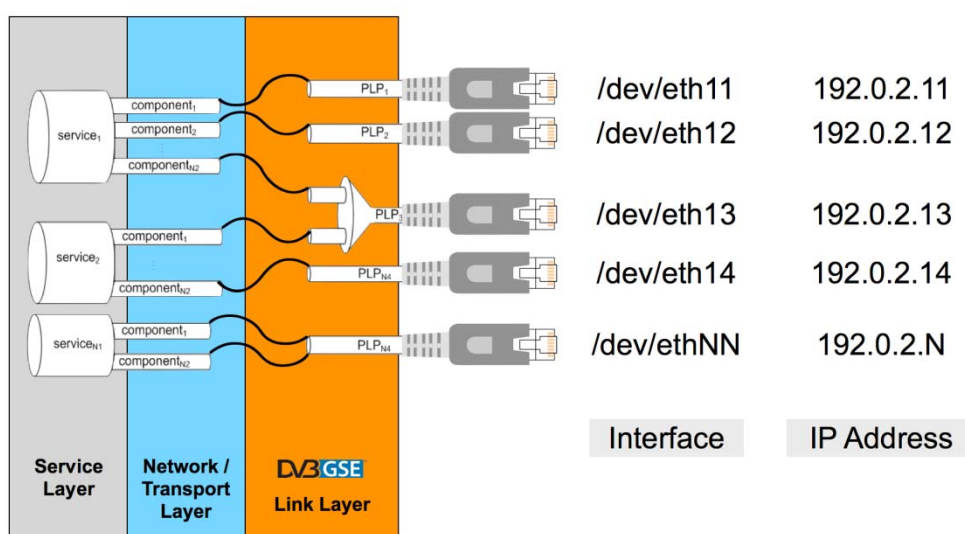 component₁
PLP₁
/dev/eth11
192.0.2.11
service₁
component₂
PLP₂
/dev/eth12
192.0.2.12
componentN2
component₁
PLP₃
/dev/eth13
192.0.2.13
service₂
componentN2
PLPN4
/dev/eth14
192.0.2.14
serviceN1
component₁
componentN2
PLPN4
/dev/ethNN
192.0.2.N
Interface
IP Address
Service
Layer
Network /
Transport
Layer
DVB GSE
Link Layer